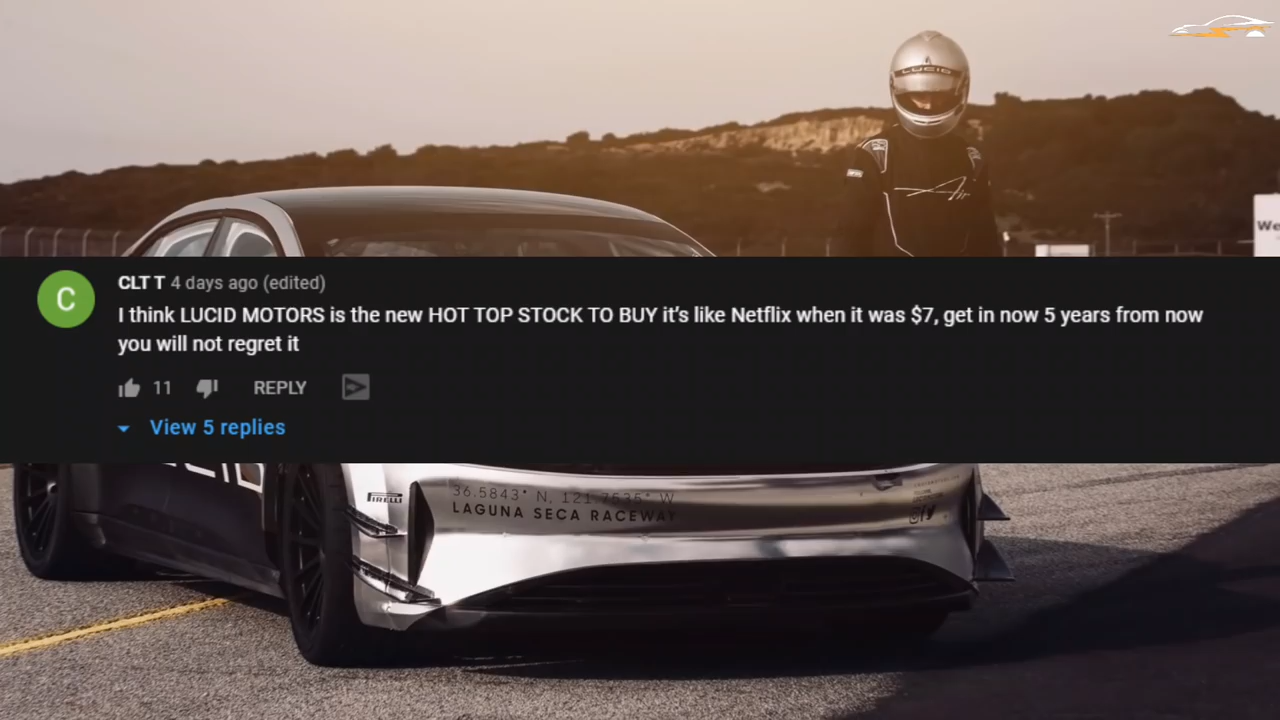 LUCID
Air
We
CLT T 4 days ago (edited)
I think LUCID MOTORS is the new HOT TOP STOCK TO BUY it's like Netflix when it was $7, get in now 5 years from now
you will not regret it
11 REPLY
View 5 replies
PIRELLI
36.5843° N, 121.7535° W
LAGUNA SECA RACEWAY